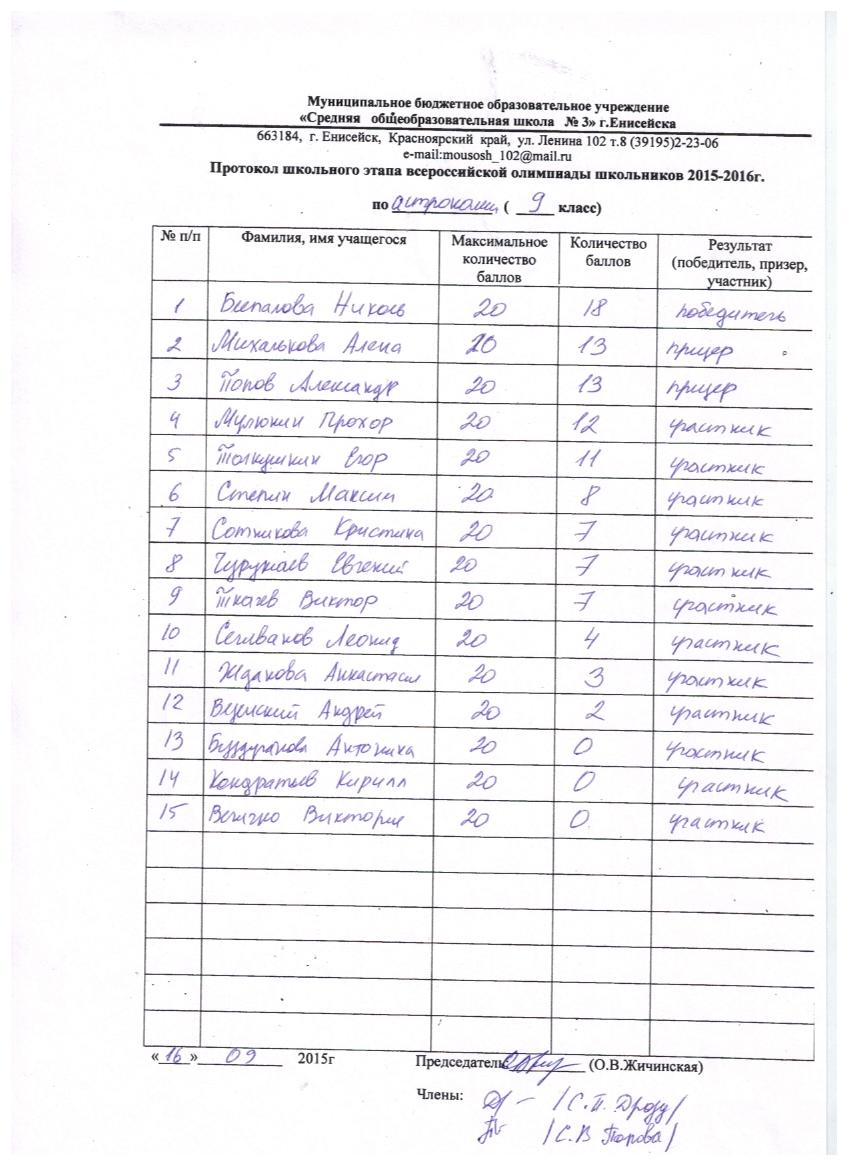 Муниципальное бюджетное образовательное учреждение
«Средняя общеобразовательная школа № 3» г.Енисейска
663184, г. Енисейск, Красноярский край, ул. Ленина 102 т.8 (39195)2-23-06
e-mail:mousosh_102@mail.ru
Протокол школьного этапа всероссийской олимпиады школьников 2015-2016г.
по астрономии ( 9 класс)
№ п/п Фамилия, имя учащегося Максимальное количество баллов Количество баллов Результат (победитель, призер, участник)
1 Беспалова Николь 20 18 победитель
2 Михалькова Алена 20 13 призер
3 Попов Александр 20 13 призер
4 Мулюкин Прохор 20 12 участник
5 Толкушкин Егор 20 11 участник
6 Степин Максим 20 8 участник
7 Сотникова Кристина 20 7 участник
8 Евгений 20 7 участник
9 Ткачев Виктор 20 7 участник
10 Селиванов Леонид 20 4 участник
11 Жданова Анастасия 20 3 участник
12 Андрей 20 2 участник
13 Антонина 20 0 участник
14 Кондратьев Кирилл 20 0 участник
15 Величко Виктория 20 0 участник
«16» 09 2015г Председатель: (О.В.Жичинская)
Члены: /С.П. Дрозд/
/С.В Попова/